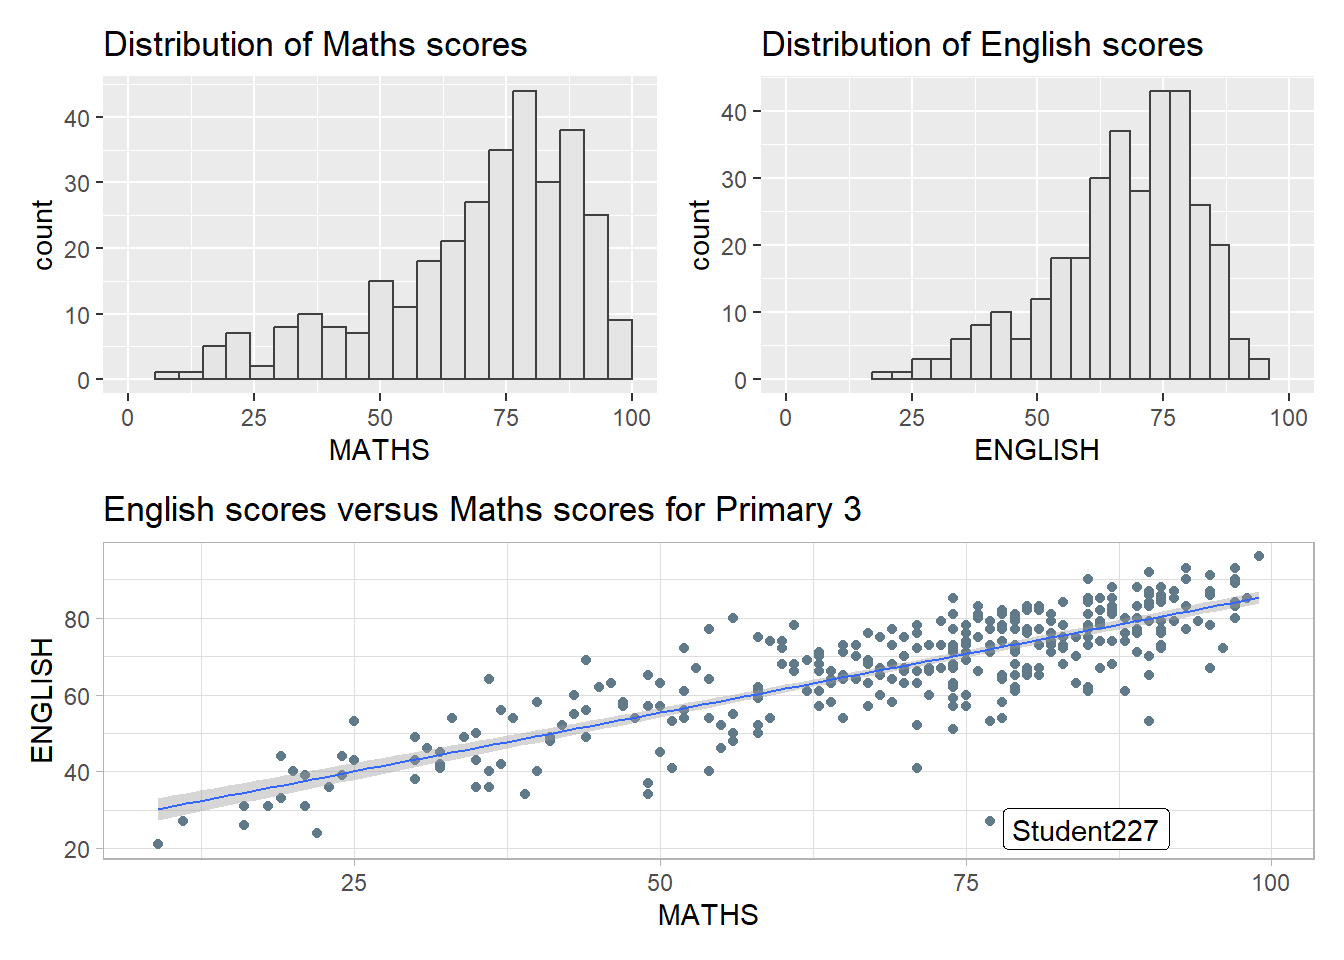 Distribution of Maths scores
count
40
30
20
10
0
0 25 50 75 100
MATHS
Distribution of English scores
count
40
30
20
10
0
0 25 50 75 100
ENGLISH
English scores versus Maths scores for Primary 3
ENGLISH
80
60
40
20
Student227
25 50 75 100
MATHS